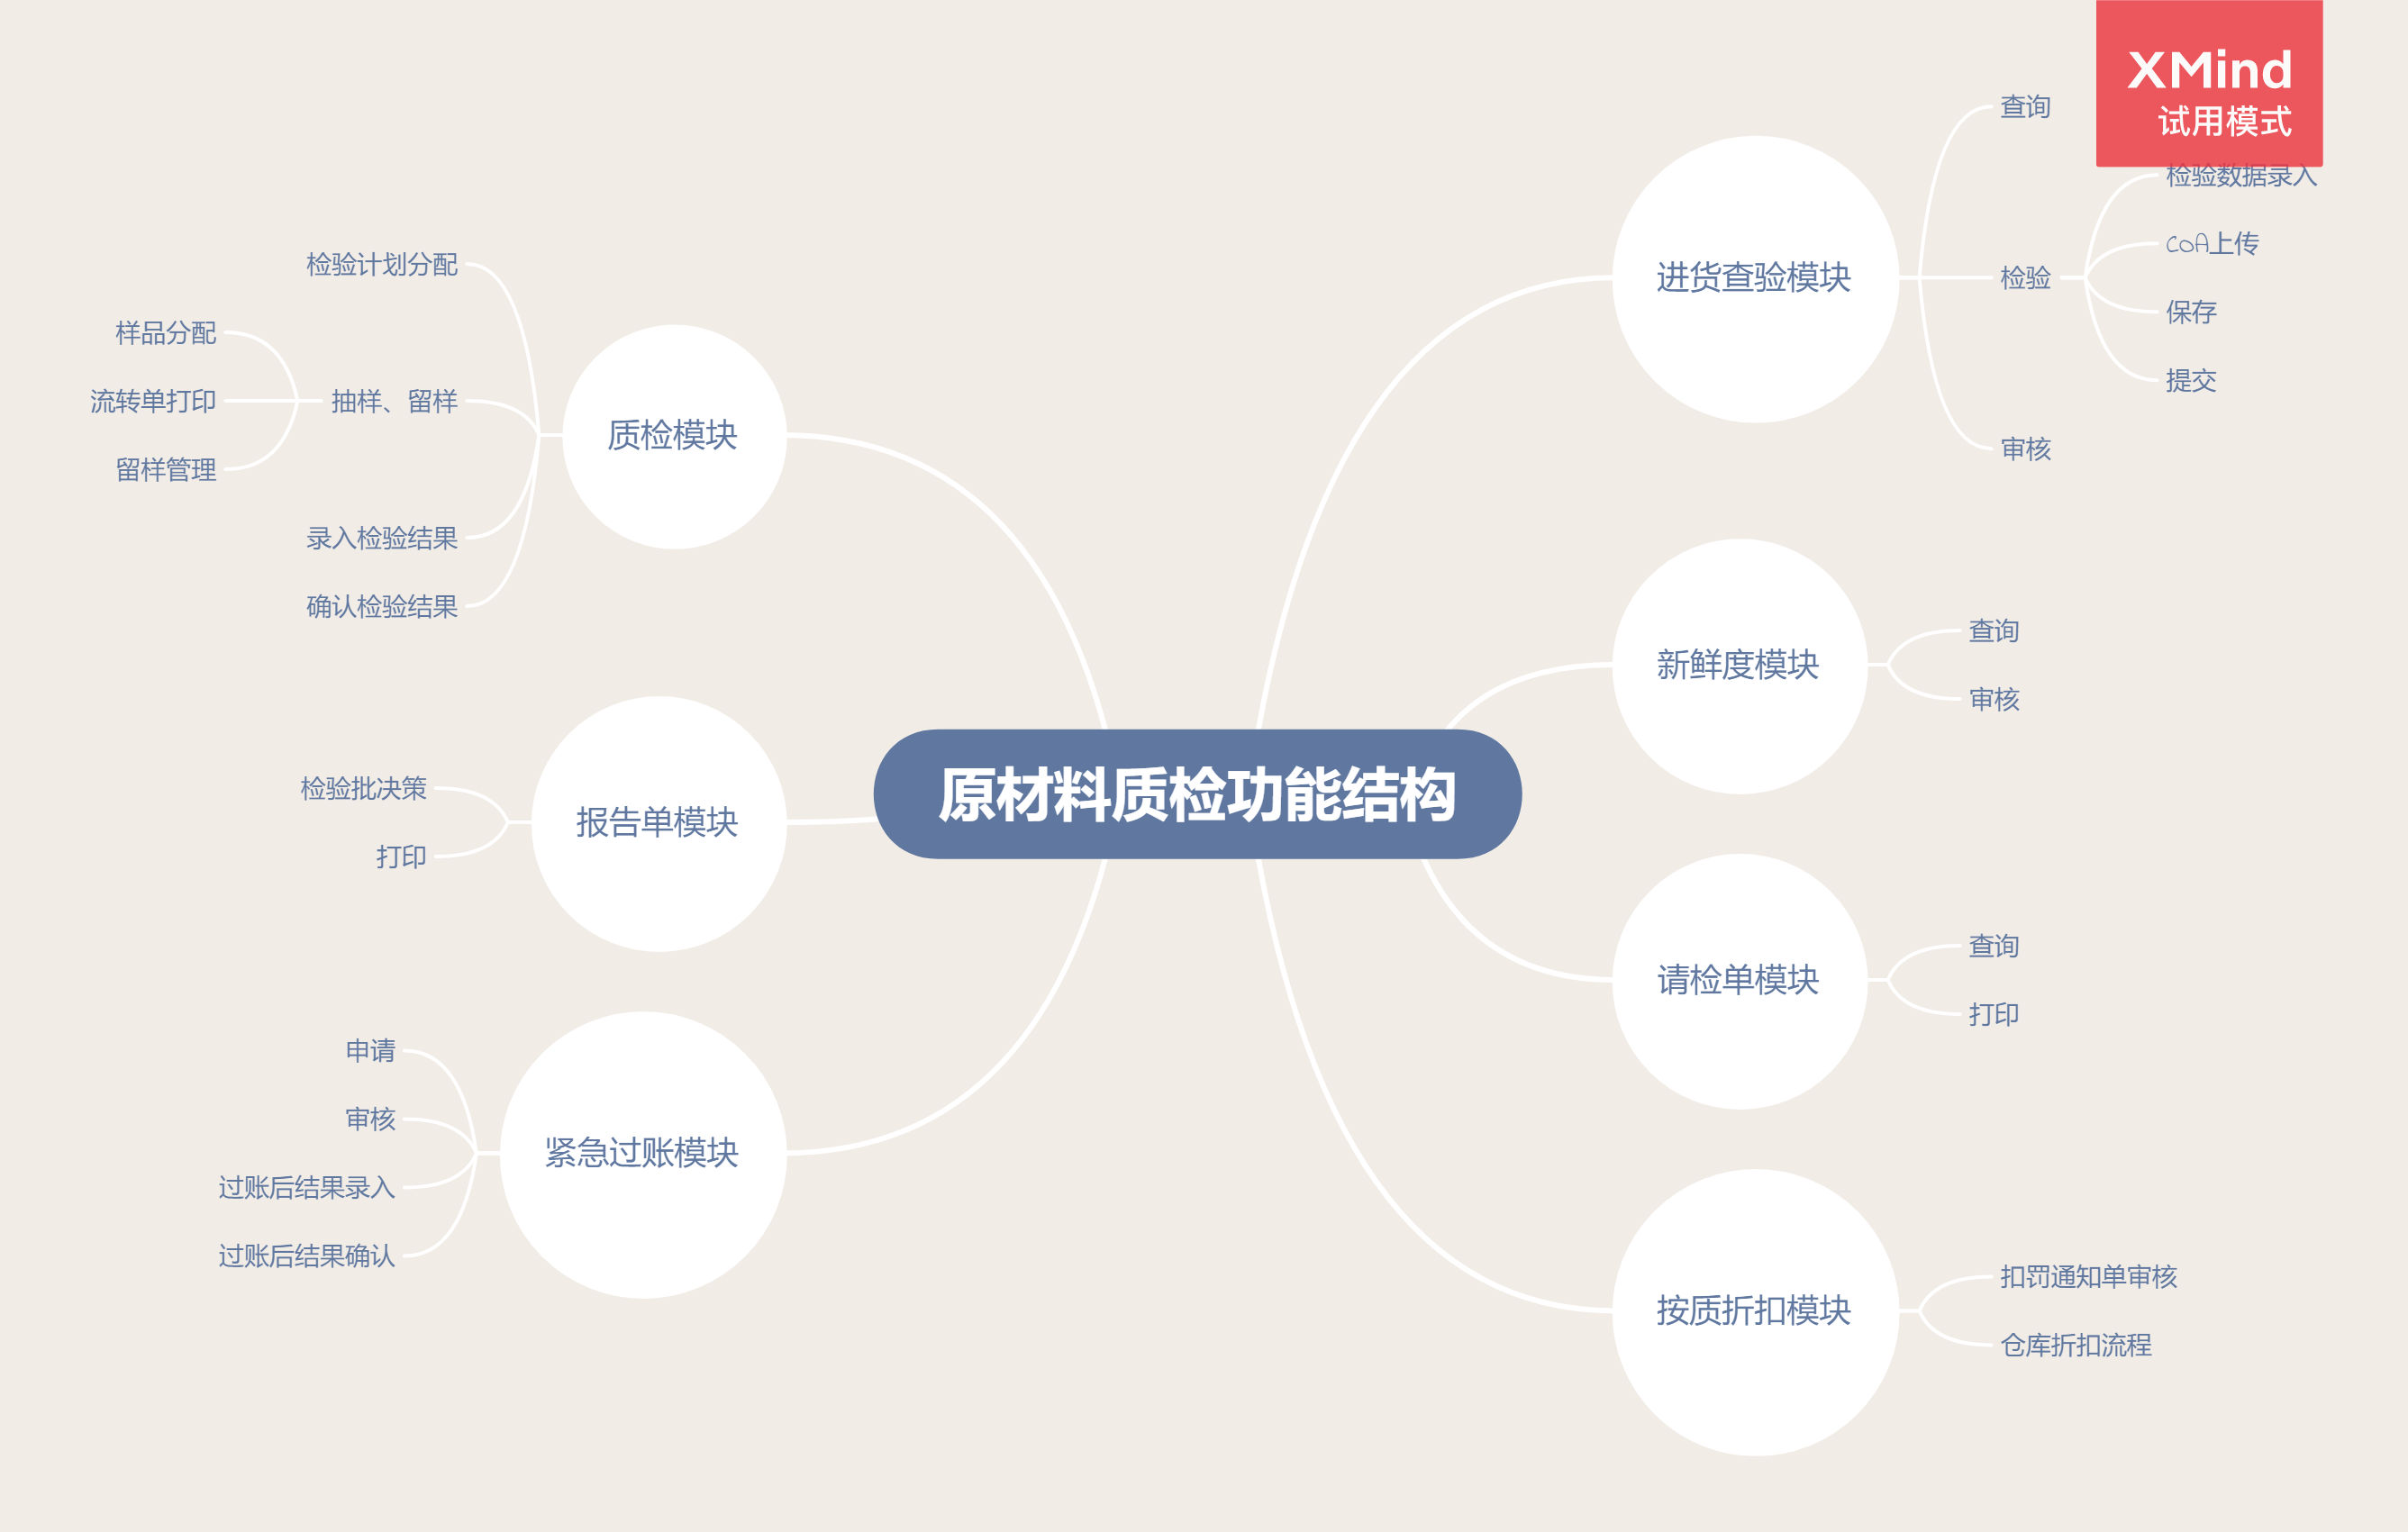 XMind
试用模式
原材料质检功能结构
进货查验模块
查询
检验
检验数据录入
CoA上传
保存
提交
审核
新鲜度模块
查询
审核
请检单模块
查询
打印
按质折扣模块
扣罚通知单审核
仓库折扣流程
质检模块
检验计划分配
抽样、留样
样品分配
流转单打印
留样管理
录入检验结果
确认检验结果
报告单模块
检验批决策
打印
紧急过账模块
申请
审核
过账后结果录入
过账后结果确认